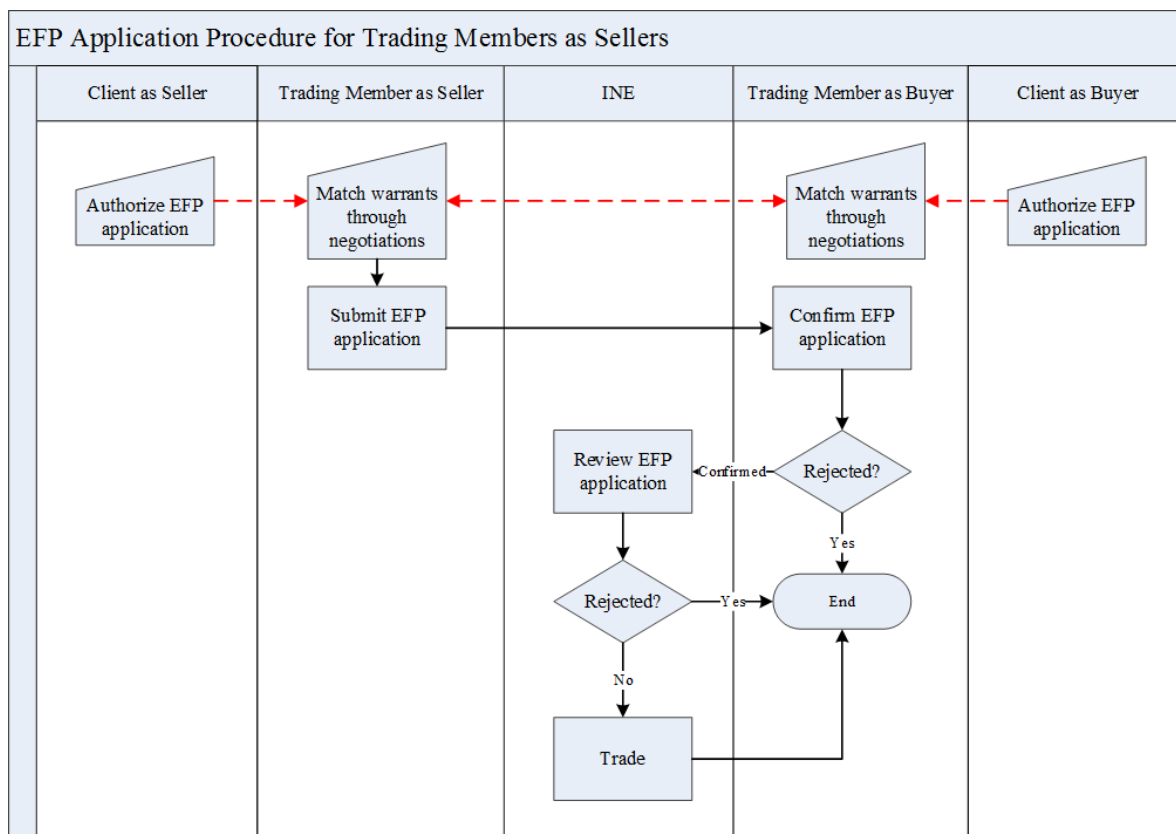 EFP Application Procedure for Trading Members as Sellers
Client as Seller
Trading Member as Seller
INE
Trading Member as Buyer
Client as Buyer
Authorize EFP
application
Match warrants
through
negotiations
Match warrants
through
negotiations
Authorize EFP
application
Submit EFP
application
Confirm EFP
application
Review EFP
application
Confirmed
Rejected?
Yes
Rejected?
Yes
End
No
Trade